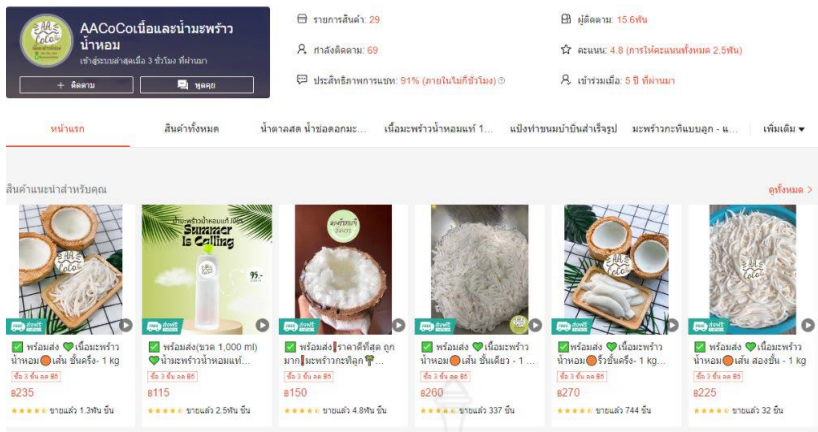 AACoCoเนื้อและน้ำมะพร้าว
น้ำหอม
เข้าสู่ระบบล่าสุดเมื่อ 3 ชั่วโมง ที่ผ่านมา
+ ติดตาม
พูดคุย
รายการสินค้า: 29
ผู้ติดตาม: 15.6พัน
กำลังติดตาม: 69
คะแนน: 4.8 (การให้คะแนนทั้งหมด 2.5พัน)
ประสิทธิภาพการแชท: 91% (ภายในไม่กี่ชั่วโมง)
เข้าร่วมเมื่อ: 5 ปี ที่ผ่านมา
หน้าแรก
สินค้าทั้งหมด
น้ำตาลสด น้ำช่อดอกมะ...
เนื้อมะพร้าวน้ำหอมแท้ 1...
แป้งทำขนมบ้าบิ่นสำเร็จรูป
มะพร้าวกะทิแบบลูก - แ...
เพิ่มเติม
สินค้าแนะนำสำหรับคุณ
ดูทั้งหมด >
AA
CoCo
Summer
Is Calling
95.-
ส่งฟรี
✅ พร้อมส่ง 💚เนื้อมะพร้าว
น้ำหอม🟠เส้น ชั้นครึ่ง- 1 kg
ซื้อ 3 ชิ้น ลด ฿5
฿235
ขายแล้ว 1.3พัน ชิ้น
✅ พร้อมส่ง(ขวด 1,000 ml)
💚น้ำมะพร้าวน้ำหอมแท้...
ซื้อ 3 ชิ้น ลด ฿5
฿115
ขายแล้ว 2.5พัน ชิ้น
✅ พร้อมส่ง❗ราคาดีที่สุด ถูก
มาก❗มะพร้าวกะทิลูก🌴...
ซื้อ 3 ชิ้น ลด ฿5
฿150
ขายแล้ว 4.8พัน ชิ้น
✅ พร้อมส่ง 💚เนื้อมะพร้าว
น้ำหอม🟠เส้น ชั้นเดียว - 1 ...
ซื้อ 3 ชิ้น ลด ฿5
฿260
ขายแล้ว 337 ชิ้น
✅ พร้อมส่ง 💚เนื้อมะพร้าว
น้ำหอม🟠ริ้วชั้นครึ่ง- 1 kg...
ซื้อ 3 ชิ้น ลด ฿5
฿270
ขายแล้ว 744 ชิ้น
✅ พร้อมส่ง 💚เนื้อมะพร้าว
น้ำหอม🟠เส้น สองชั้น - 1 kg
ซื้อ 3 ชิ้น ลด ฿5
฿225
ขายแล้ว 32 ชิ้น